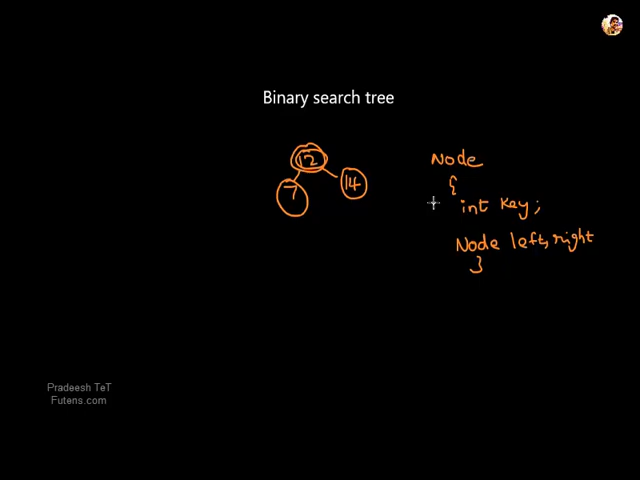 Binary search tree
12
7
14
Node
{
int key;
Node left, right
}
Pradeesh TeT
Futens.com